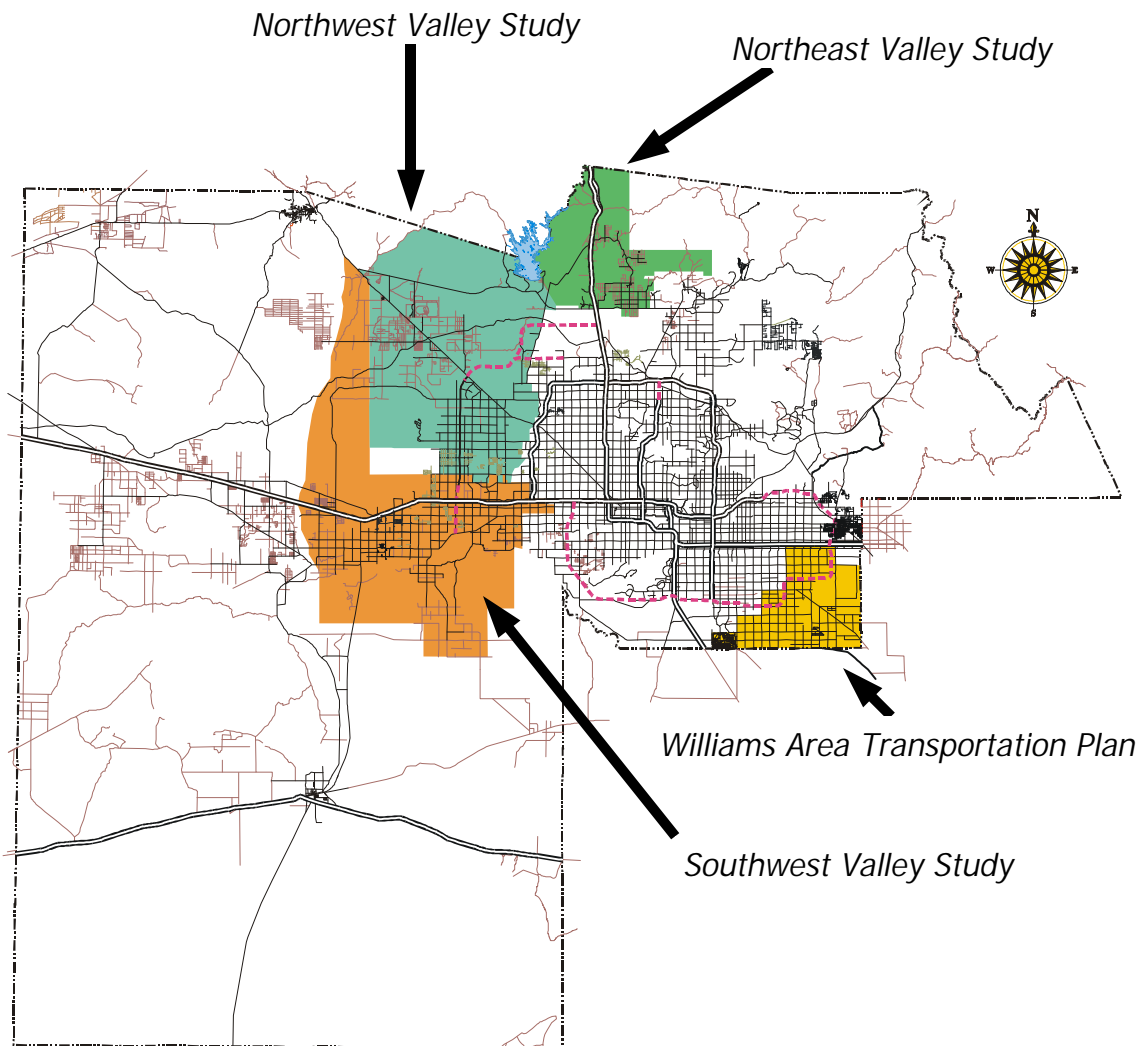 Northwest Valley Study
Northeast Valley Study
N
W
E
S
Williams Area Transportation Plan
Southwest Valley Study